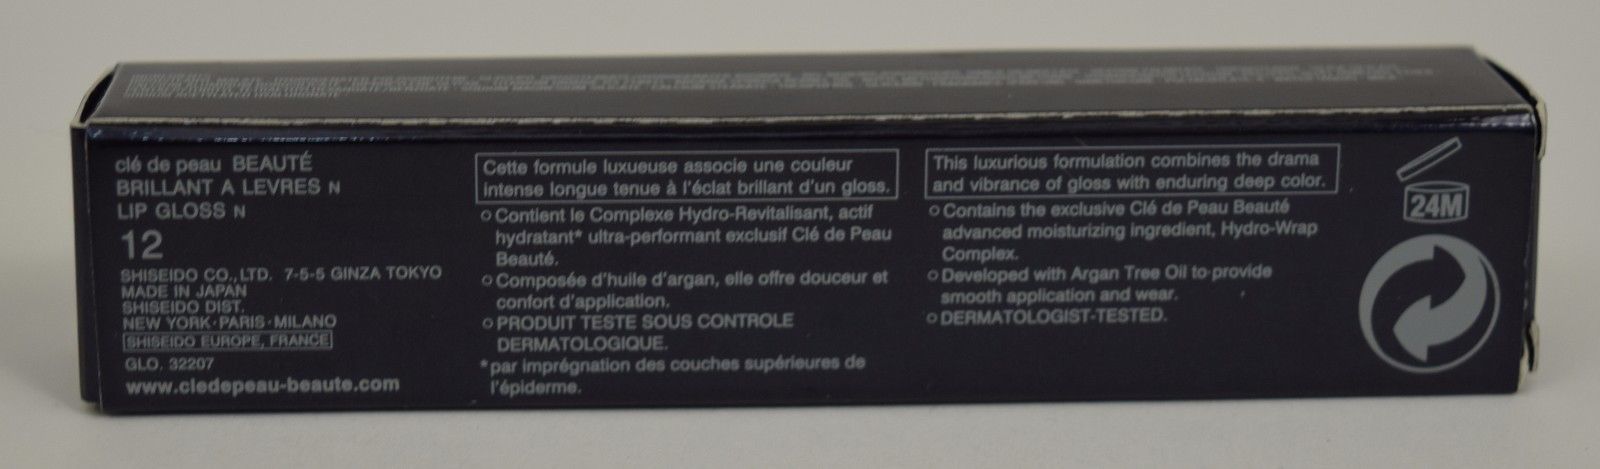 clé de peau BEAUTÉ
BRILLANT A LEVRES N
LIP GLOSS N
12
SHISEIDO CO., LTD. 7-5-5 GINZA TOKYO
MADE IN JAPAN
SHISEIDO DIST.
NEW YORK·PARIS·MILANO
SHISEIDO EUROPE, FRANCE
GLO. 32207
www.cledepeau-beaute.com
Cette formule luxueuse associe une couleur
intense longue tenue à l'éclat brillant d'un gloss.
Contient le Complexe Hydro-Revitalisant, actif
hydratant* ultra-performant exclusif Clé de Peau
Beauté.
Composée d'huile d'argan, elle offre douceur et
confort d'application.
PRODUIT TESTE SOUS CONTROLE
DERMATOLOGIQUE.
*par imprégnation des couches supérieures de
l'épiderme.
This luxurious formulation combines the drama
and vibrance of gloss with enduring deep color.
Contains the exclusive Clé de Peau Beauté
advanced moisturizing ingredient, Hydro-Wrap
Complex.
Developed with Argan Tree Oil to provide
smooth application and wear.
DERMATOLOGIST-TESTED.
24M